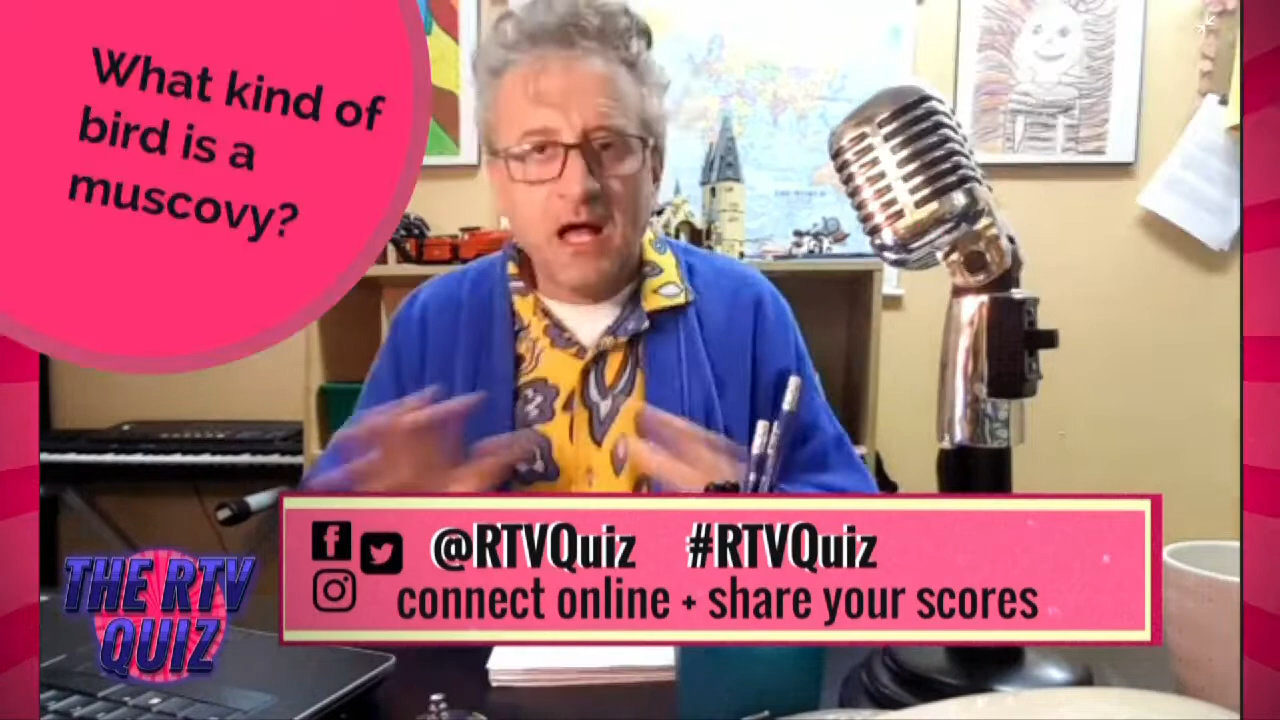 What kind of
bird is a
muscovy?
@RTVQuiz #RTVQuiz
connect online + share your scores
THE RTV
QUIZ